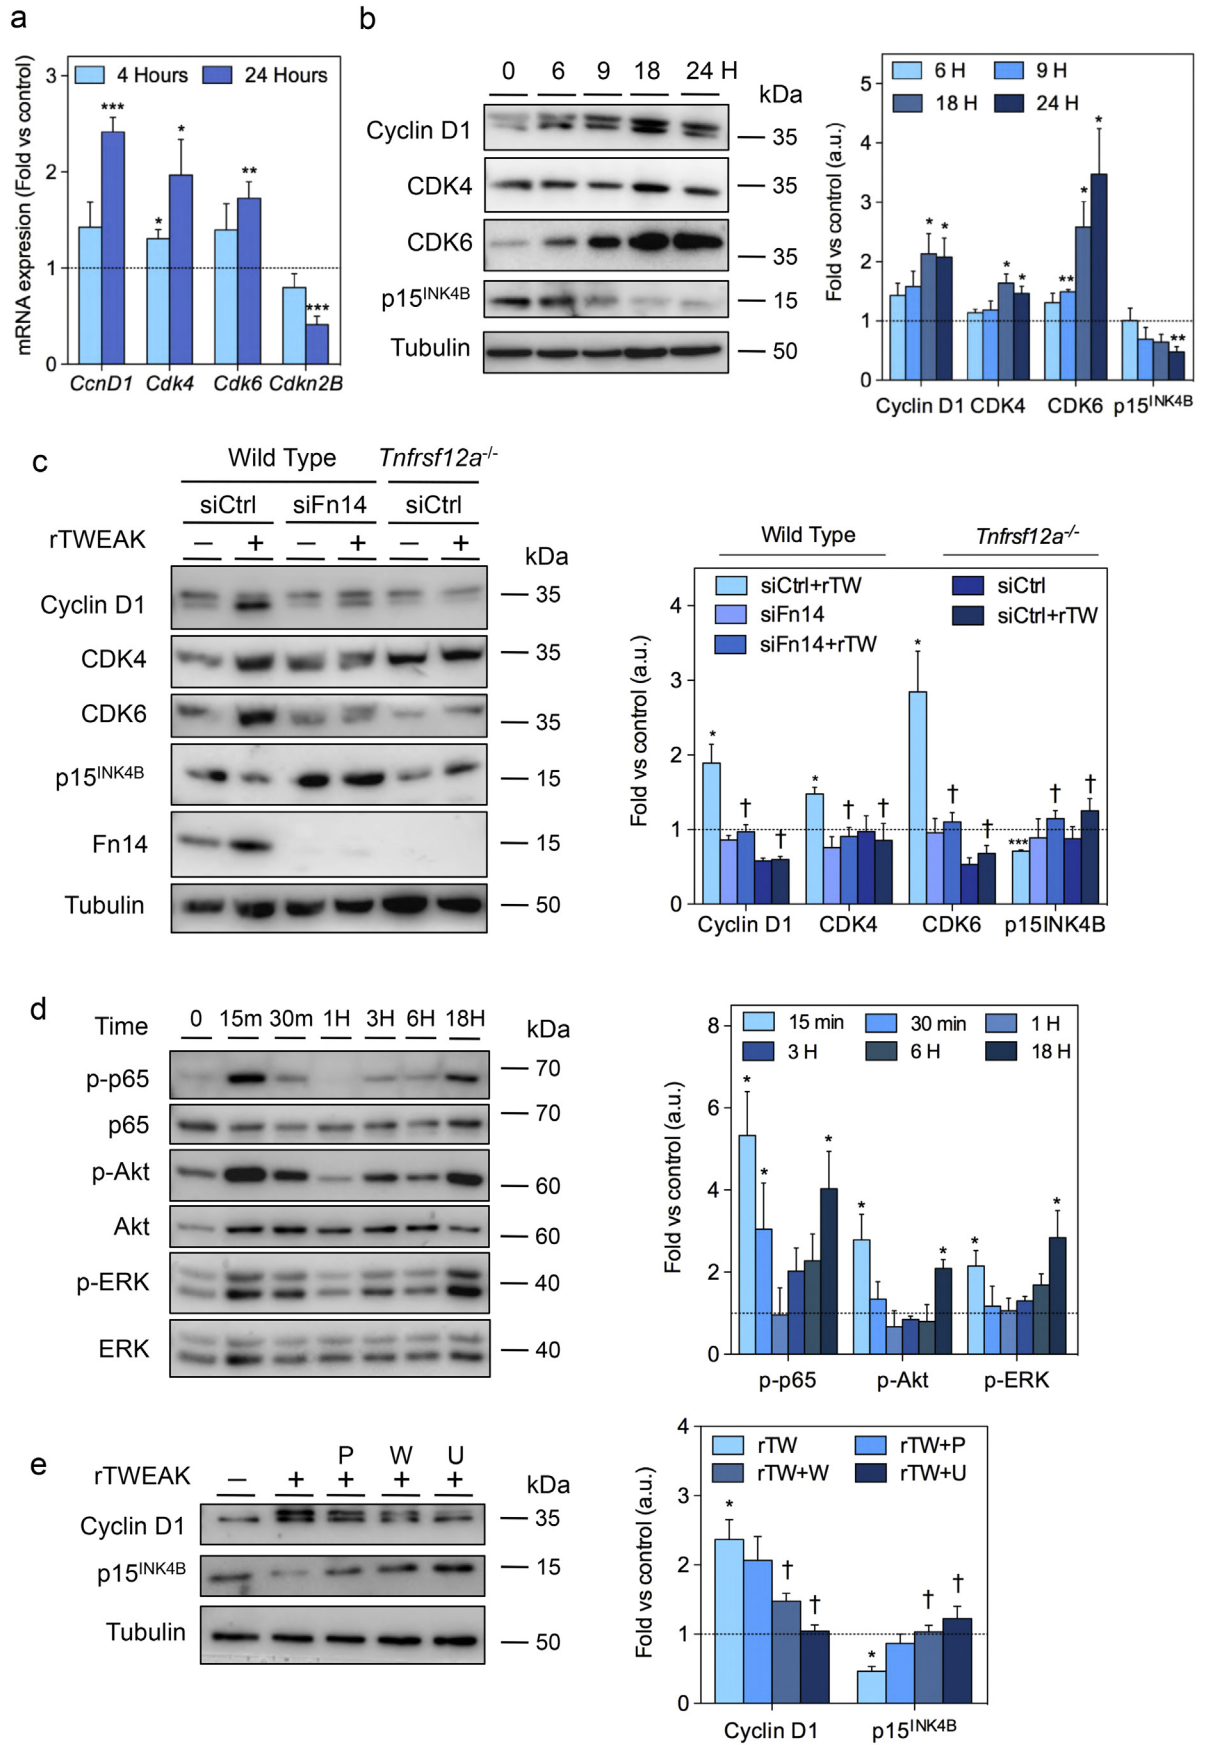 a
mRNA expresion (Fold vs control)
3
2
1
0
4 Hours
24 Hours
***
*
*
**
***
CcnD1 Cdk4 Cdk6 Cdkn2B
b
0 6 9 18 24 H
kDa
Cyclin D1
35
CDK4
35
CDK6
35
p15INK4B
15
Tubulin
50
Fold vs control (a.u.)
5
4
3
2
1
0
6 H
9 H
18 H
24 H
* *
* *
** * *
**
Cyclin D1 CDK4 CDK6 p15INK4B
c
Wild Type Tnfrsf12a-/-
siCtrl siFn14 siCtrl
rTWEAK – + – + – +
kDa
Cyclin D1
35
CDK4
35
CDK6
35
p15INK4B
15
Fn14
15
Tubulin
50
Wild Type Tnfrsf12a-/-
Fold vs control (a.u.)
4
3
2
1
0
siCtrl+rTW
siCtrl
siFn14
siCtrl+rTW
siFn14+rTW
* † †
* † †
* † †
*** † †
Cyclin D1 CDK4 CDK6 p15INK4B
d
Time 0 15m 30m 1H 3H 6H 18H
kDa
p-p65
70
p65
70
p-Akt
60
Akt
60
p-ERK
40
ERK
40
Fold vs control (a.u.)
8
6
4
2
0
15 min 30 min 1 H
3 H 6 H 18 H
* * *
* *
* *
p-p65 p-Akt p-ERK
e
P W U
rTWEAK – + + + +
kDa
Cyclin D1
35
p15INK4B
15
Tubulin
50
Fold vs control (a.u.)
4
3
2
1
0
rTW rTW+P
rTW+W rTW+U
* † †
* † †
Cyclin D1 p15INK4B